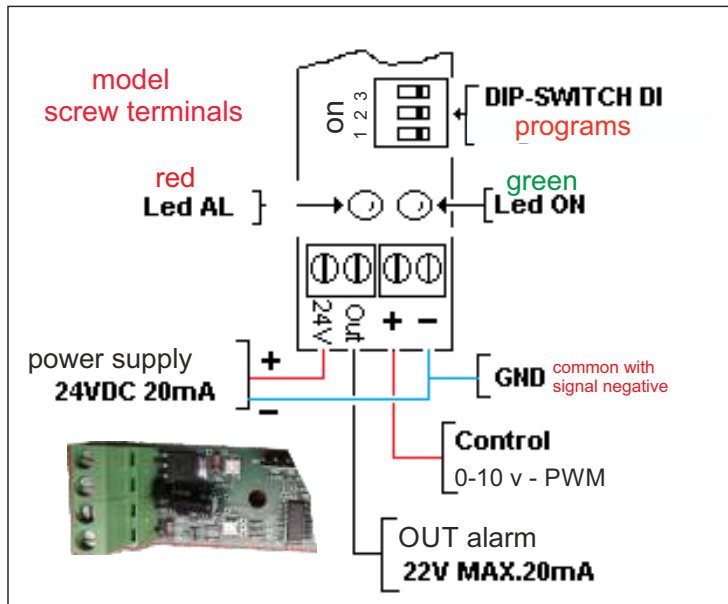 model
screw terminals
on
1 2 3
DIP-SWITCH DI
programs
red
Led AL
green
Led ON
24V
Out
+
−
power supply
24VDC 20mA
+
−
GND
common with
signal negative
Control
0-10 v - PWM
OUT alarm
22V MAX.20mA